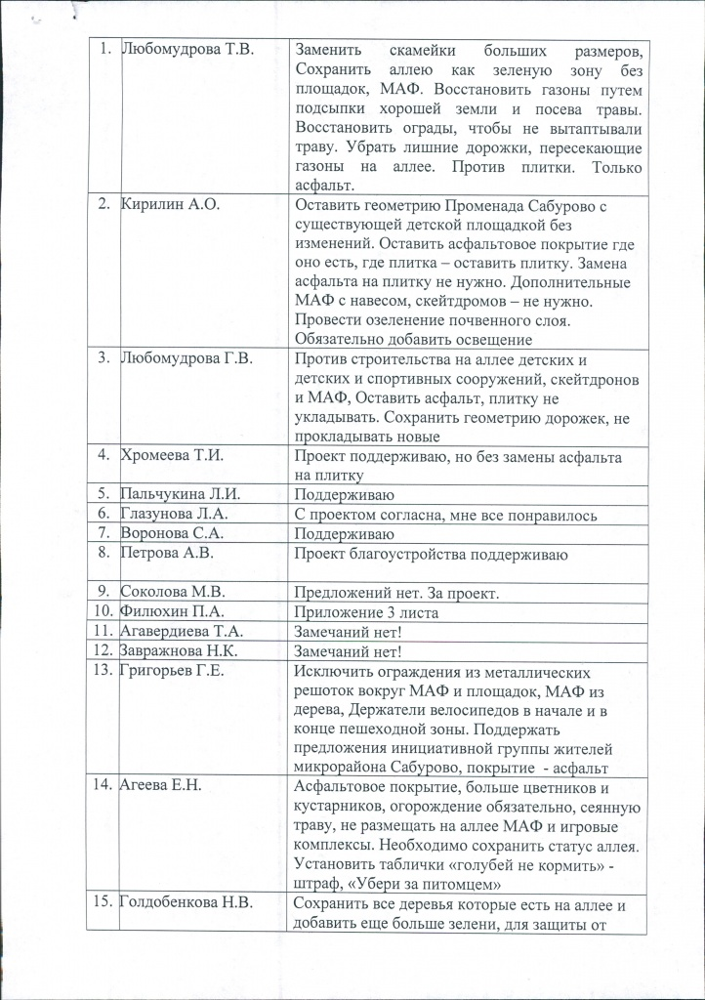 1. Любомудрова Т.В. Заменить скамейки больших размеров,
Сохранить аллею как зеленую зону без
площадок, МАФ. Восстановить газоны путем
подсыпки хорошей земли и посева травы.
Восстановить ограды, чтобы не вытаптывали
траву. Убрать лишние дорожки, пересекающие
газоны на аллее. Против плитки. Только
асфальт.
2. Кирилин А.О. Оставить геометрию Променада Сабурово с
существующей детской площадкой без
изменений. Оставить асфальтовое покрытие где
оно есть, где плитка – оставить плитку. Замена
асфальта на плитку не нужно. Дополнительные
МАФ с навесом, скейтдромов – не нужно.
Провести озеленение почвенного слоя.
Обязательно добавить освещение
3. Любомудрова Г.В. Против строительства на аллее детских и
детских и спортивных сооружений, скейтдронов
и МАФ, Оставить асфальт, плитку не
укладывать. Сохранить геометрию дорожек, не
прокладывать новые
4. Хромеева Т.И. Проект поддерживаю, но без замены асфальта
на плитку
5. Пальчукина Л.И. Поддерживаю
6. Глазунова Л.А. С проектом согласна, мне все понравилось
7. Воронова С.А. Поддерживаю
8. Петрова А.В. Проект благоустройства поддерживаю
9. Соколова М.В. Предложений нет. За проект.
10. Филюхин П.А. Приложение 3 листа
11. Агавердиева Т.А. Замечаний нет!
12. Завражнова Н.К. Замечаний нет!
13. Григорьев Г.Е. Исключить ограждения из металлических
решоток вокруг МАФ и площадок, МАФ из
дерева, Держатели велосипедов в начале и в
конце пешеходной зоны. Поддержать
предложения инициативной группы жителей
микрорайона Сабурово, покрытие - асфальт
14. Агеева Е.Н. Асфальтовое покрытие, больше цветников и
кустарников, огорождение обязательно, сеянную
траву, не размещать на аллее МАФ и игровые
комплексы. Необходимо сохранить статус аллея.
Установить таблички «голубей не кормить» -
штраф, «Убери за питомцем»
15. Голдобенкова Н.В. Сохранить все деревья которые есть на аллее и
добавить еще больше зелени, для защиты от